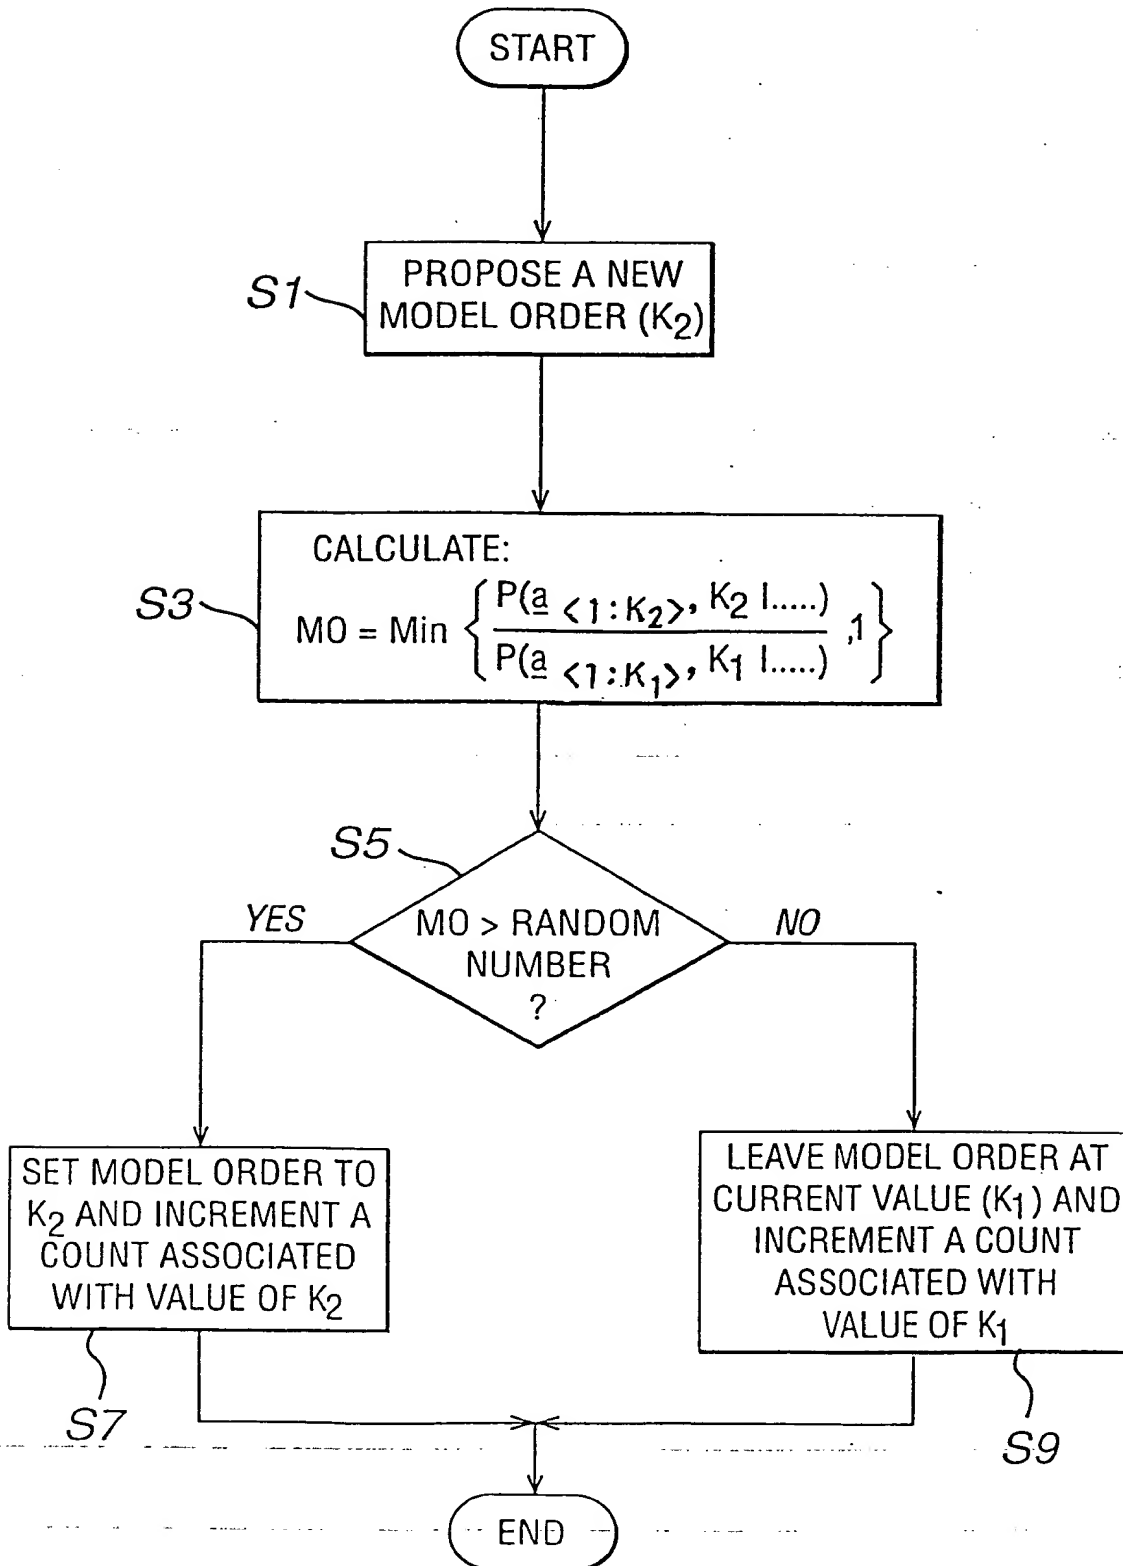 START
S1
PROPOSE A NEW
MODEL ORDER (K2)
S3
CALCULATE:
MO = Min { P(a <1:K2>, K2 |.....) / P(a <1:K1>, K1 |.....) ,1 }
S5
YES
MO > RANDOM
NUMBER
?
NO
SET MODEL ORDER TO
K2 AND INCREMENT A
COUNT ASSOCIATED
WITH VALUE OF K2
S7
LEAVE MODEL ORDER AT
CURRENT VALUE (K1) AND
INCREMENT A COUNT
ASSOCIATED WITH
VALUE OF K1
S9
END